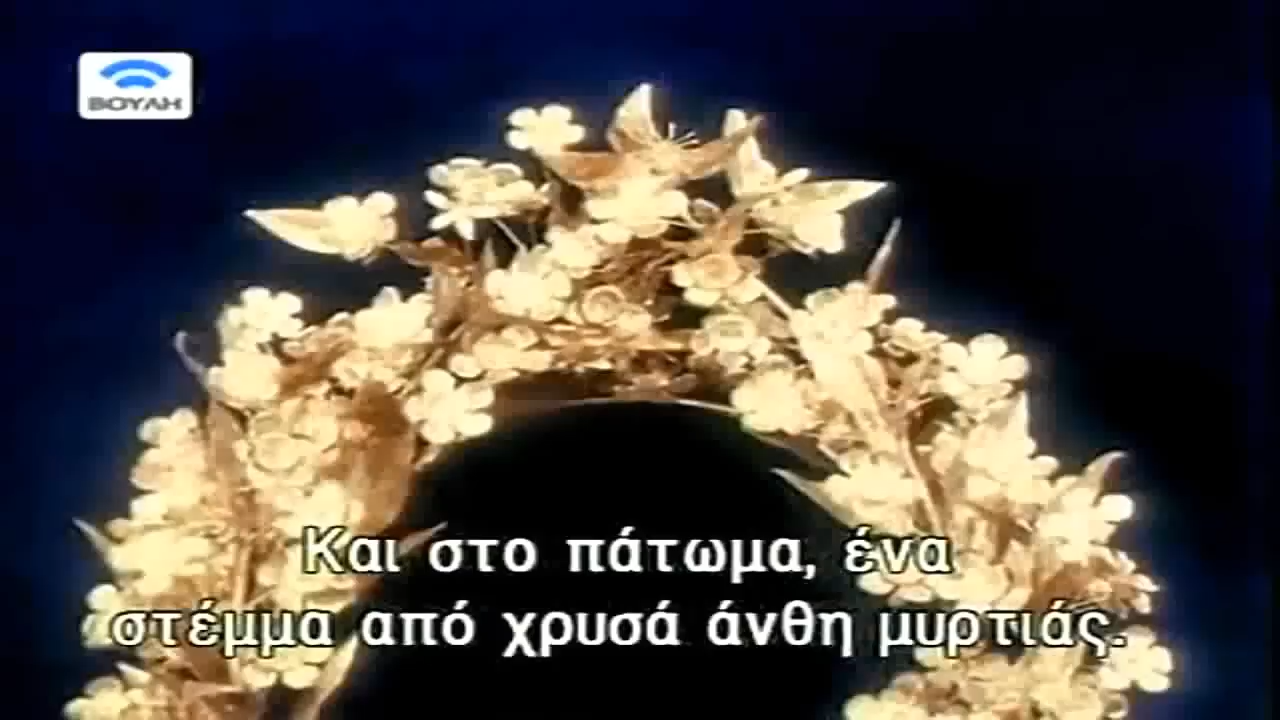 ΒΟΥΛΗ
Και στο πάτωμα, ένα
στέμμα από χρυσά άνθη μυρτιάς.